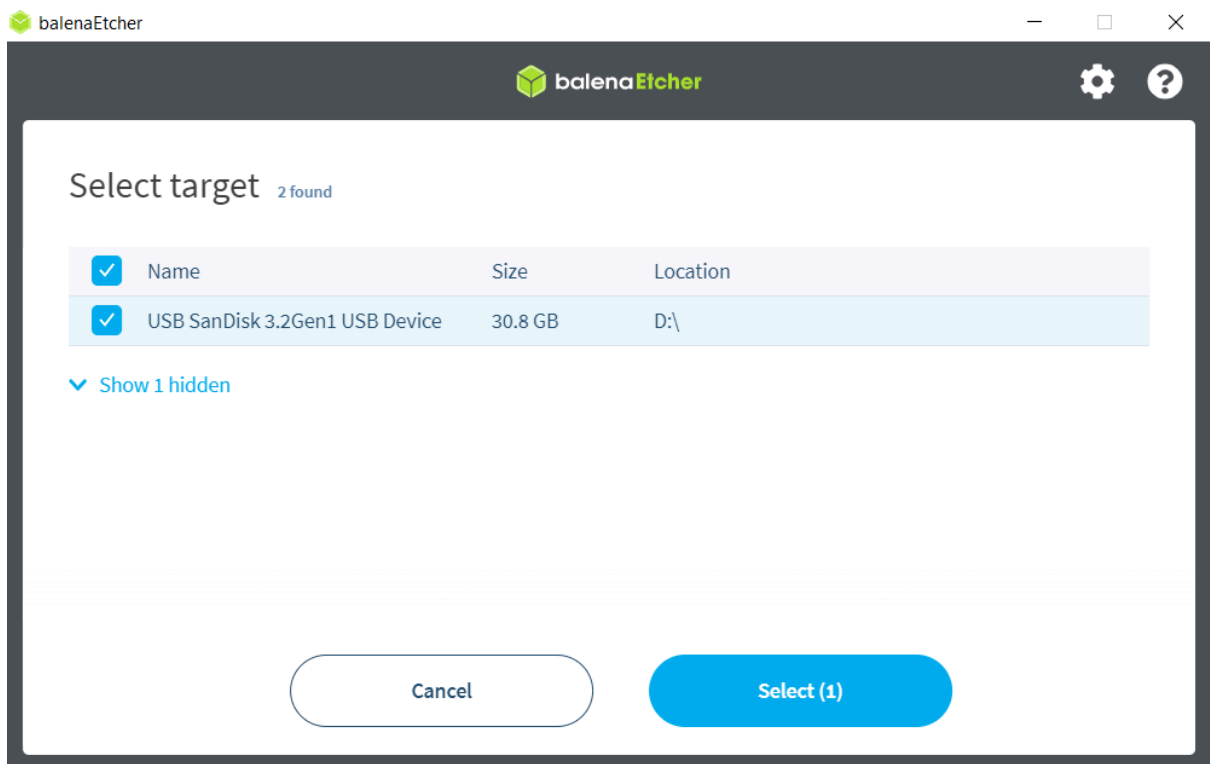 balenaEtcher
balenaEtcher
Select target 2 found
Name Size Location
USB SanDisk 3.2Gen1 USB Device 30.8 GB D:\
Show 1 hidden
Cancel Select (1)